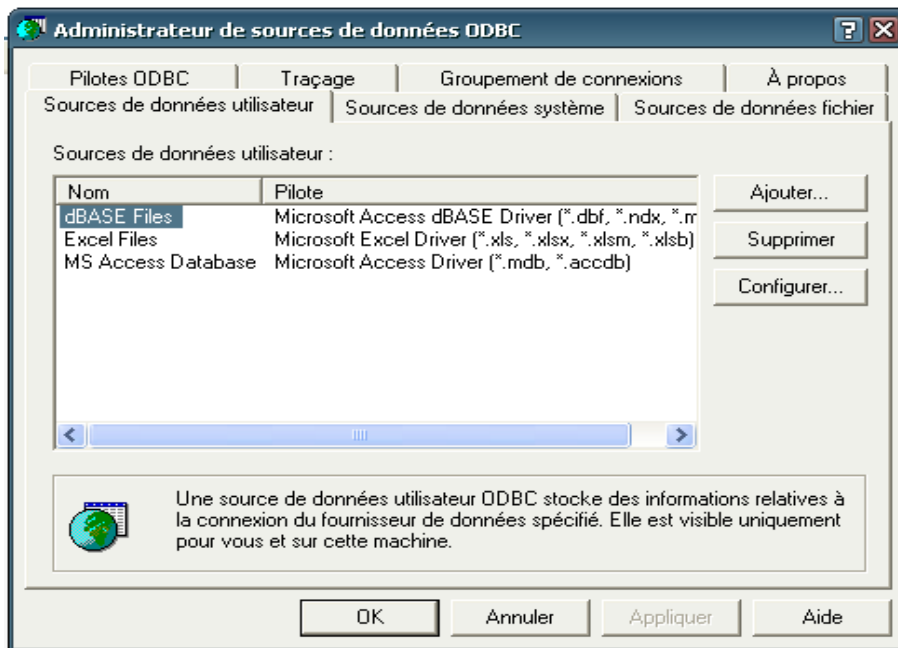 Administrateur de sources de données ODBC
Pilotes ODBC Traçage Groupement de connexions À propos
Sources de données utilisateur Sources de données système Sources de données fichier
Sources de données utilisateur :
Nom Pilote
dBASE Files Microsoft Access dBASE Driver (*.dbf, *.ndx, *.m
Excel Files Microsoft Excel Driver (*.xls, *.xlsx, *.xlsm, *.xlsb)
MS Access Database Microsoft Access Driver (*.mdb, *.accdb)
Ajouter...
Supprimer
Configurer...
Une source de données utilisateur ODBC stocke des informations relatives à
la connexion du fournisseur de données spécifié. Elle est visible uniquement
pour vous et sur cette machine.
OK Annuler Appliquer Aide